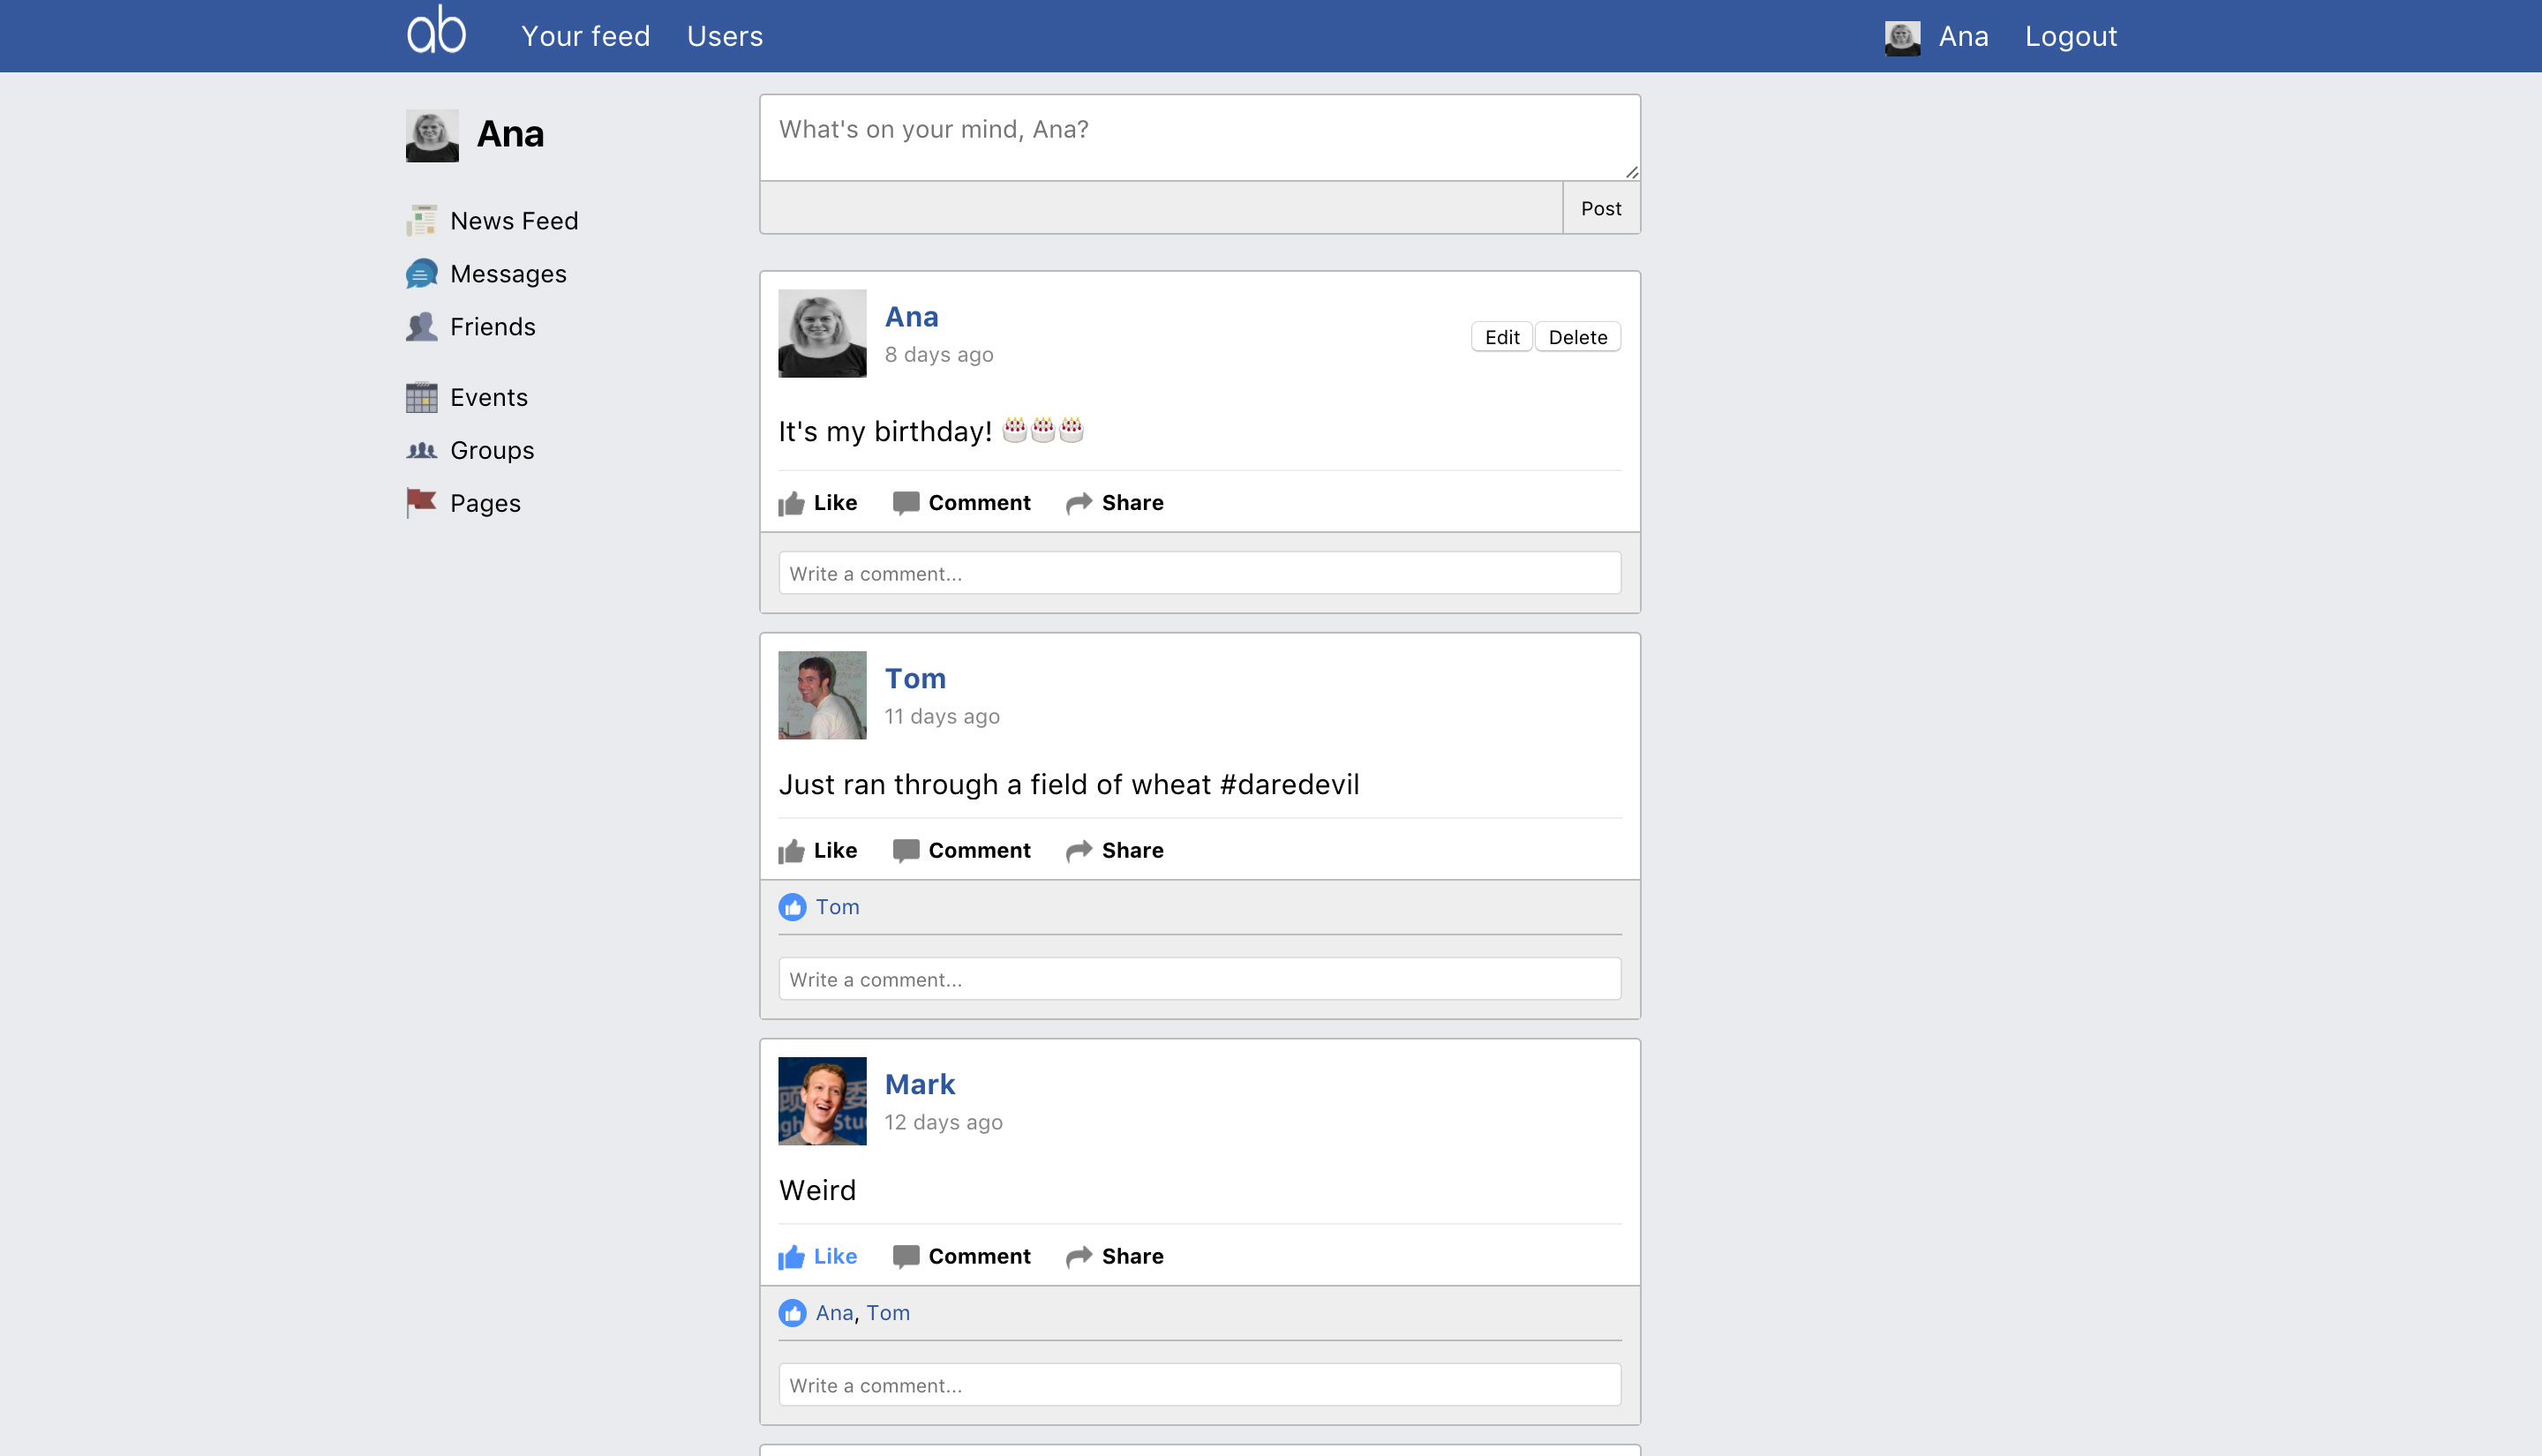 ab
Your feed
Users
Ana
Logout
Ana
News Feed
Messages
Friends
Events
Groups
Pages
What's on your mind, Ana?
Post
Ana
8 days ago
Edit
Delete
It's my birthday! 🎂🎂🎂
Like
Comment
Share
Write a comment...
Tom
11 days ago
Just ran through a field of wheat #daredevil
Like
Comment
Share
Tom
Write a comment...
Mark
12 days ago
Weird
Like
Comment
Share
Ana, Tom
Write a comment...